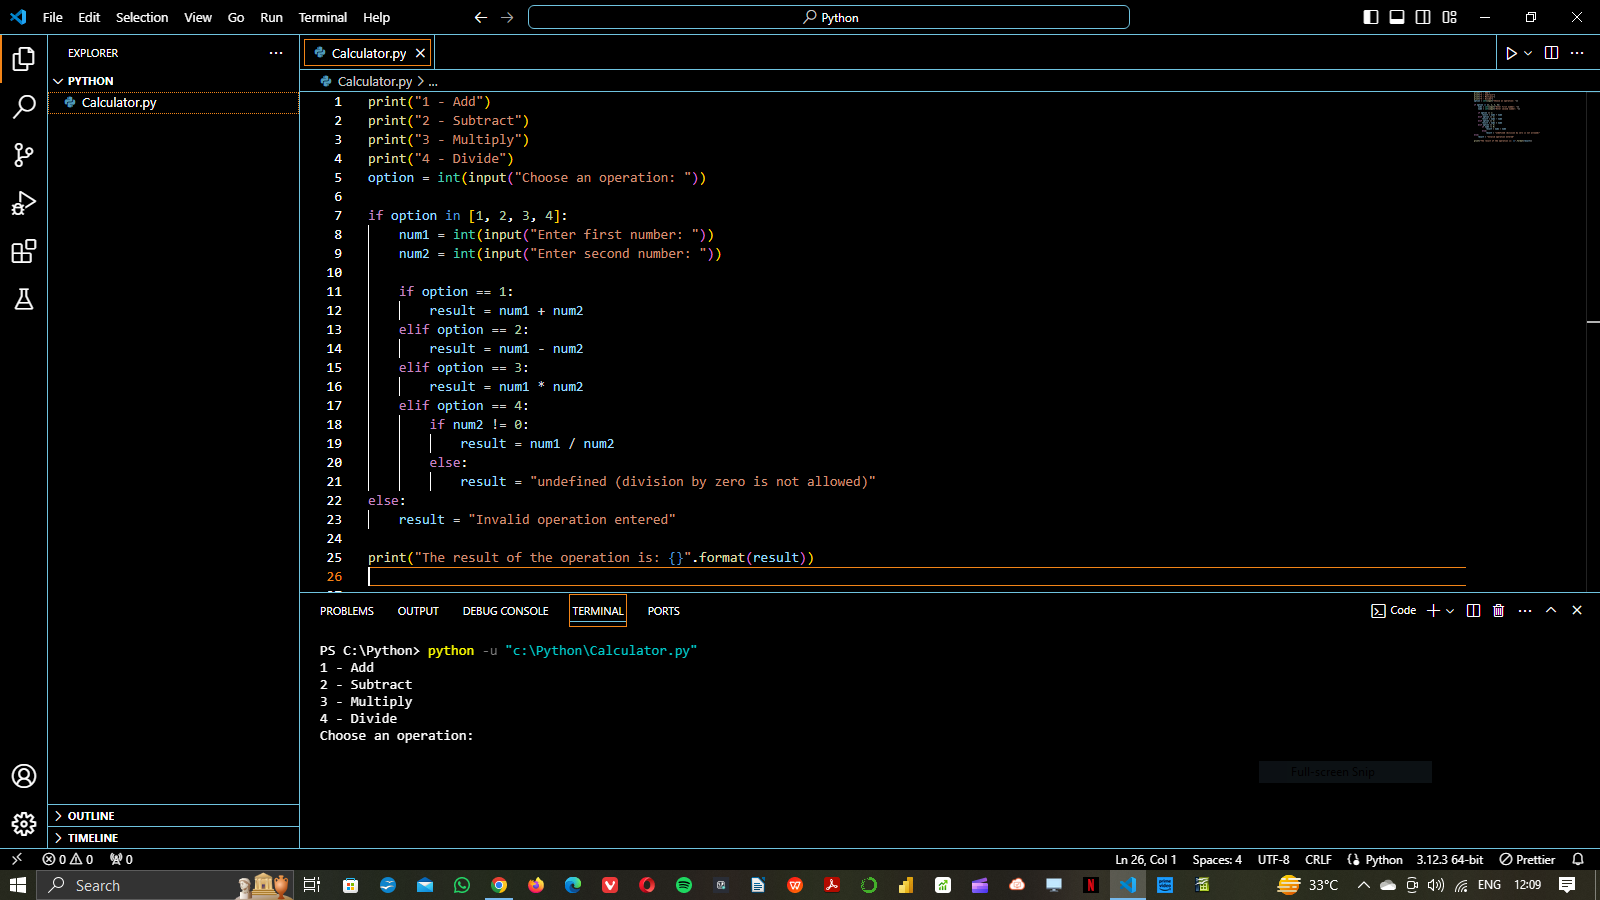 File Edit Selection View Go Run Terminal Help
Python
EXPLORER
PYTHON
Calculator.py
OUTLINE
TIMELINE
Calculator.py
Calculator.py > ...
1 print("1 - Add")
2 print("2 - Subtract")
3 print("3 - Multiply")
4 print("4 - Divide")
5 option = int(input("Choose an operation: "))
6
7 if option in [1, 2, 3, 4]:
8 num1 = int(input("Enter first number: "))
9 num2 = int(input("Enter second number: "))
10
11 if option == 1:
12 result = num1 + num2
13 elif option == 2:
14 result = num1 - num2
15 elif option == 3:
16 result = num1 * num2
17 elif option == 4:
18 if num2 != 0:
19 result = num1 / num2
20 else:
21 result = "undefined (division by zero is not allowed)"
22 else:
23 result = "Invalid operation entered"
24
25 print("The result of the operation is: {}".format(result))
26
PROBLEMS OUTPUT DEBUG CONSOLE TERMINAL PORTS
Code
PS C:\Python> python -u "c:\Python\Calculator.py"
1 - Add
2 - Subtract
3 - Multiply
4 - Divide
Choose an operation:
Full-screen Snip
0 0 0
Ln 26, Col 1 Spaces: 4 UTF-8 CRLF Python 3.12.3 64-bit Prettier
Search
33°C ENG 12:09